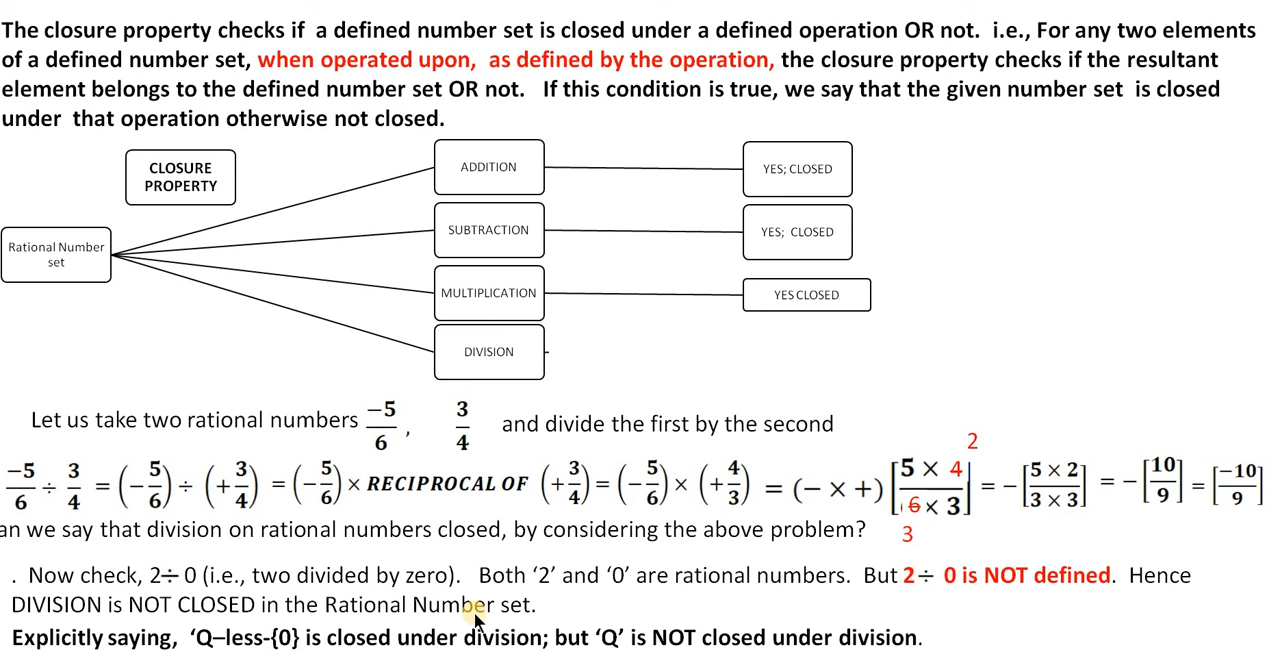 The closure property checks if a defined number set is closed under a defined operation OR not. i.e., For any two elements
of a defined number set, when operated upon, as defined by the operation, the closure property checks if the resultant
element belongs to the defined number set OR not. If this condition is true, we say that the given number set is closed
under that operation otherwise not closed.
CLOSURE
PROPERTY
Rational Number
set
ADDITION
YES; CLOSED
SUBTRACTION
YES; CLOSED
MULTIPLICATION
YES CLOSED
DIVISION
Let us take two rational numbers −5/6 , 3/4 and divide the first by the second
−5/6 ÷ 3/4 = (−5/6) ÷ (+3/4) = (−5/6) × RECIPROCAL OF (+3/4) = (−5/6) × (+4/3) = (− × +) [5 × 4 / 6 × 3] = −[5 × 2 / 3 × 3] = −[10/9] = [−10/9]
2
3
an we say that division on rational numbers closed, by considering the above problem?
. Now check, 2÷ 0 (i.e., two divided by zero). Both ‘2’ and ‘0’ are rational numbers. But 2÷ 0 is NOT defined. Hence
DIVISION is NOT CLOSED in the Rational Number set.
Explicitly saying, ‘Q–less-{0} is closed under division; but ‘Q’ is NOT closed under division.